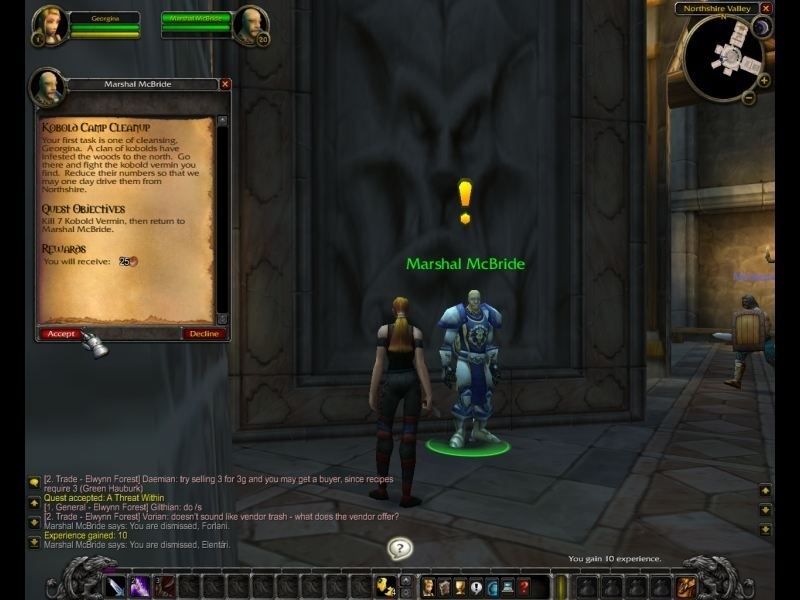 Georgina
Marshal McBride
Northshire Valley
N
1
20
Marshal McBride
Kobold Camp Cleanup
Your first task is one of cleansing,
Georgina. A clan of kobolds have
infested the woods to the north. Go
there and fight the kobold vermin you
find. Reduce their numbers so that we
may one day drive them from
Northshire.
Quest Objectives
Kill 7 Kobold Vermin, then return to
Marshal McBride.
Rewards
You will receive: 25
Accept
Decline
Marshal McBride
[2. Trade - Elwynn Forest] Daemian: try selling 3 for 3g and you may get a buyer, since recipes
require 3 (Green Hauburk)
Quest accepted: A Threat Within
[1. General - Elwynn Forest] Gilthian: do /s
[2. Trade - Elwynn Forest] Vorian: doesn't sound like vendor trash - what does the vendor offer?
Marshal McBride says: You are dismissed, Forlani.
Experience gained: 10
Marshal McBride says: You are dismissed, Elentári.
You gain 10 experience.